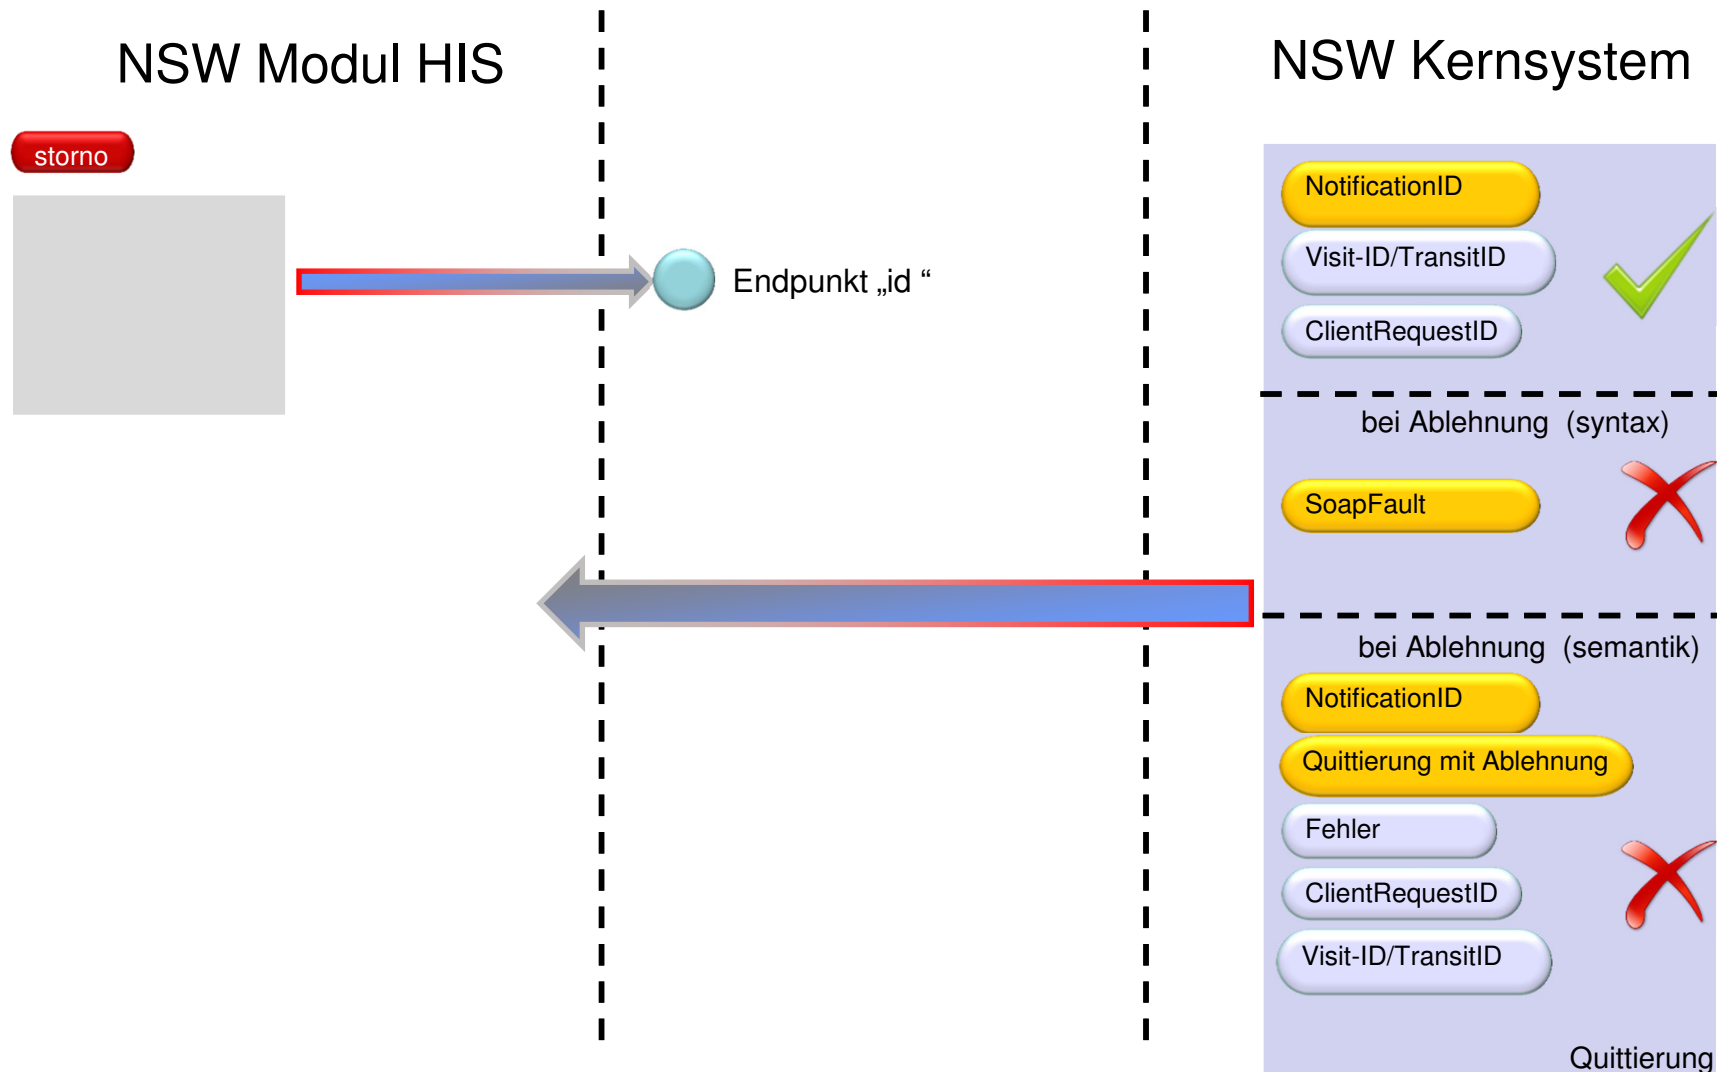 NSW Modul HIS
NSW Kernsystem
storno
Endpunkt „id “
NotificationID
Visit-ID/TransitID
ClientRequestID
bei Ablehnung (syntax)
SoapFault
bei Ablehnung (semantik)
NotificationID
Quittierung mit Ablehnung
Fehler
ClientRequestID
Visit-ID/TransitID
Quittierung